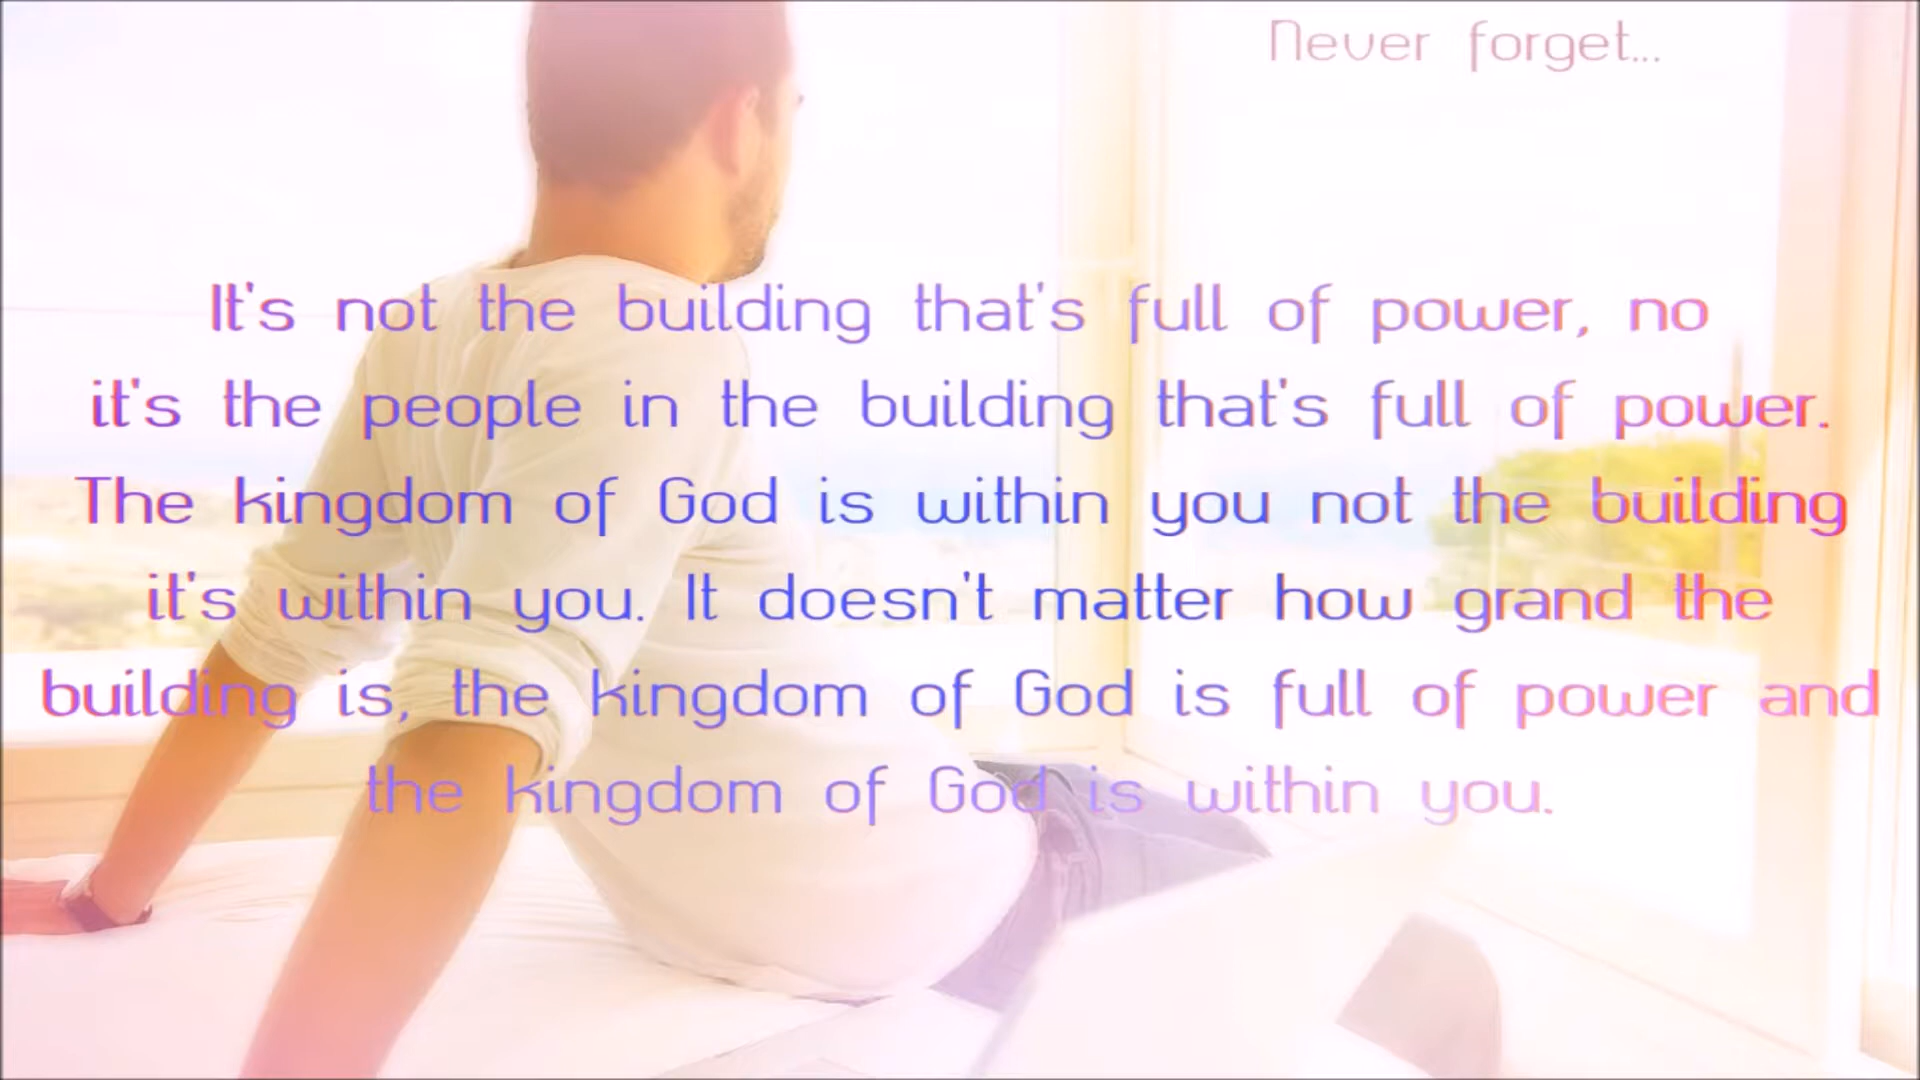 Never forget...
It's not the building that's full of power, no
it's the people in the building that's full of power.
The kingdom of God is within you not the building
it's within you. It doesn't matter how grand the
building is, the kingdom of God is full of power and
the kingdom of God is within you.